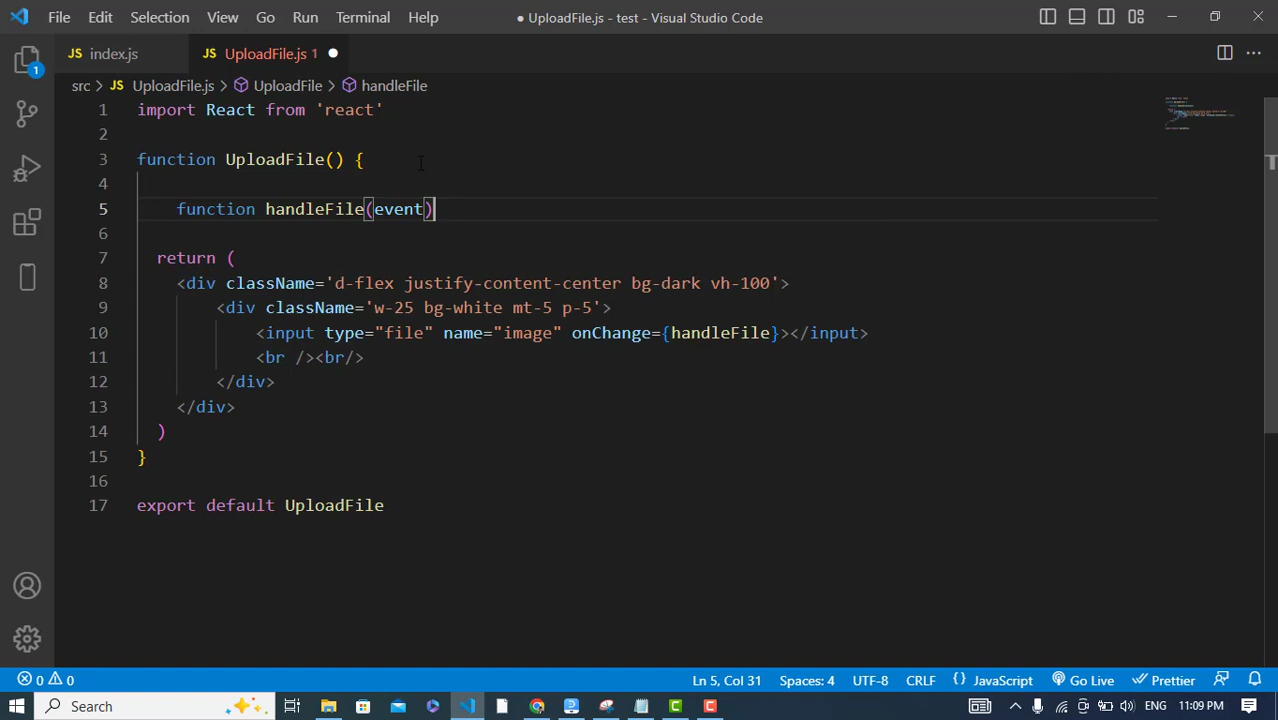 File Edit Selection View Go Run Terminal Help ● UploadFile.js - test - Visual Studio Code
JS index.js JS UploadFile.js 1
1
src > JS UploadFile.js > UploadFile > handleFile
1 import React from 'react'
2
3 function UploadFile() {
4
5 function handleFile(event)
6
7 return (
8 <div className='d-flex justify-content-center bg-dark vh-100'>
9 <div className='w-25 bg-white mt-5 p-5'>
10 <input type="file" name="image" onChange={handleFile}></input>
11 <br /><br/>
12 </div>
13 </div>
14 )
15 }
16
17 export default UploadFile
0 0 Ln 5, Col 31 Spaces: 4 UTF-8 CRLF {} JavaScript Go Live Prettier
Search ENG 11:09 PM